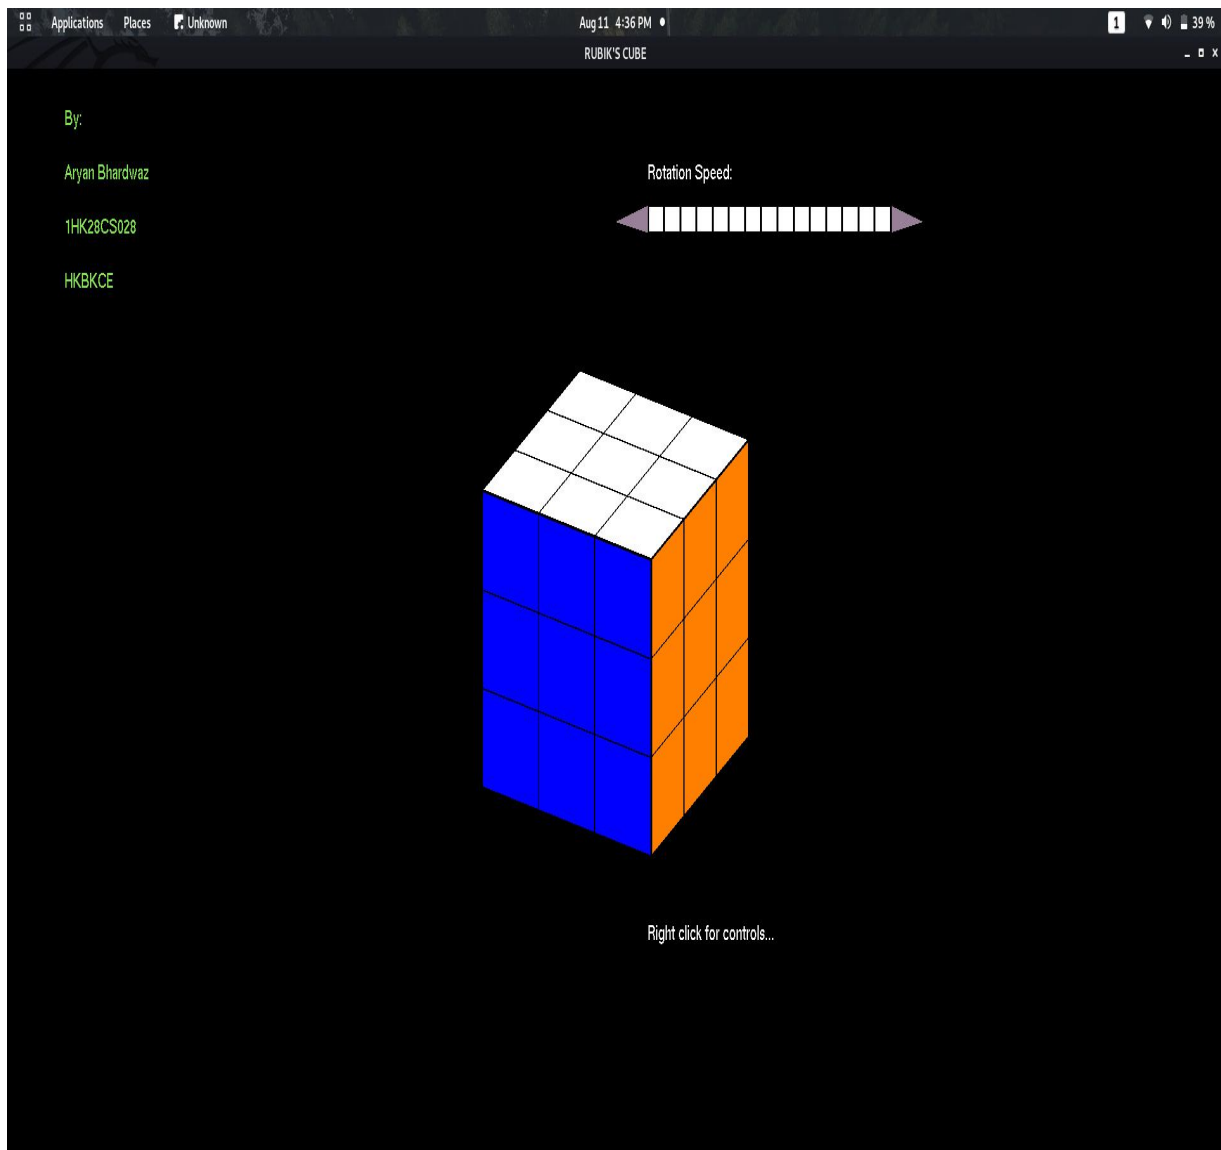 Applications Places Unknown Aug 11 4:36 PM 1 39 %
RUBIK'S CUBE
By:
Aryan Bhardwaz
Rotation Speed:
1HK28CS028
HKBKCE
Right click for controls...